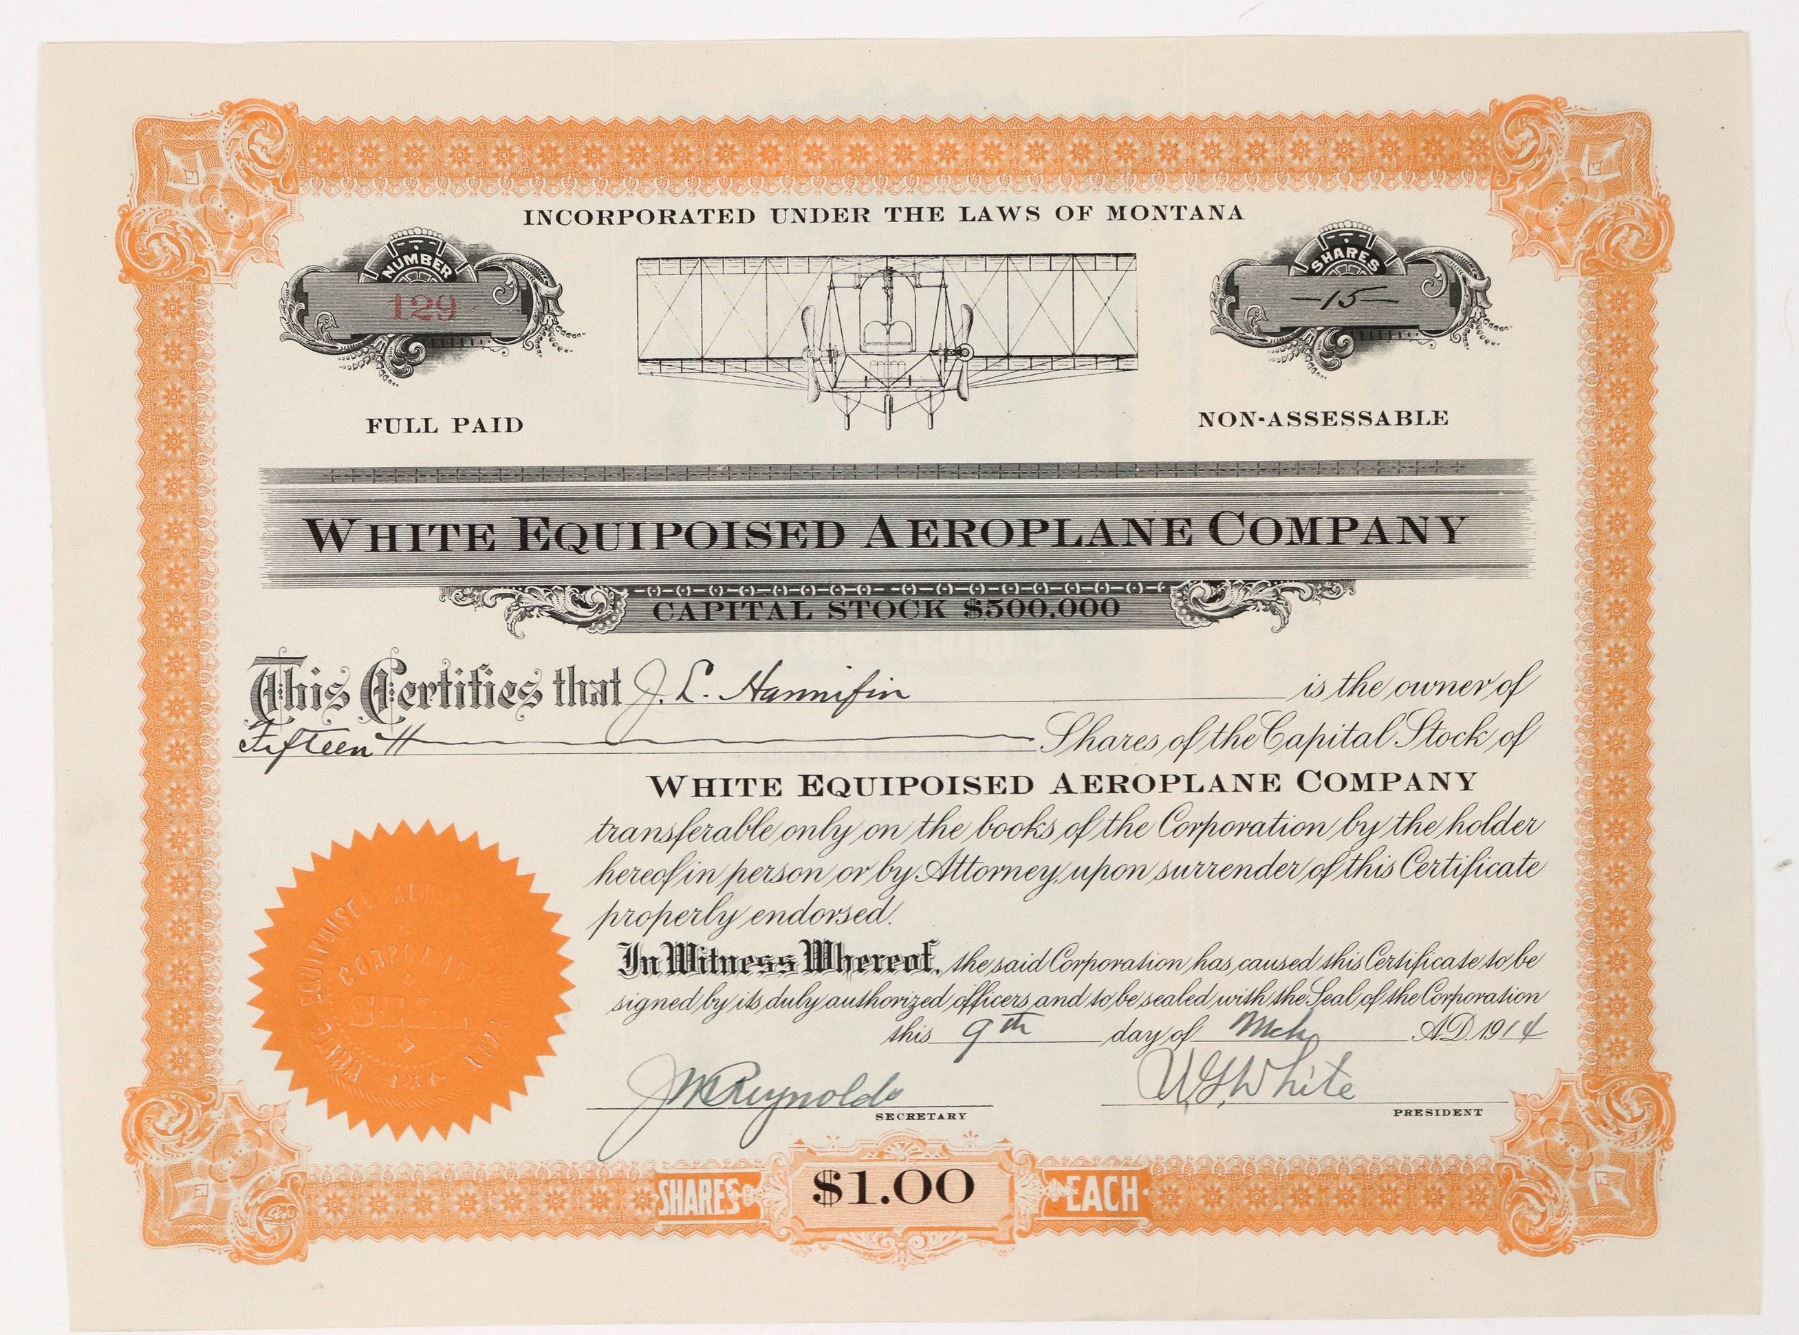 INCORPORATED UNDER THE LAWS OF MONTANA
NUMBER
129
SHARES
-15-
FULL PAID
NON-ASSESSABLE
WHITE EQUIPOISED AEROPLANE COMPANY
CAPITAL STOCK $500,000
This Certifies that J. L. Hannifin is the owner of
Fifteen Shares of the Capital Stock of
WHITE EQUIPOISED AEROPLANE COMPANY
transferable only on the books of the Corporation by the holder
hereof in person or by Attorney upon surrender of this Certificate
properly endorsed.
In Witness Whereof, the said Corporation has caused this Certificate to be
signed by its duly authorized officers and to be sealed with the Seal of the Corporation
this 9th day of Mch A.D. 1914
Reynolds
SECRETARY
White
PRESIDENT
WHITE EQUIPOISED
CORPORATE
SEAL
SHARES $1.00 EACH